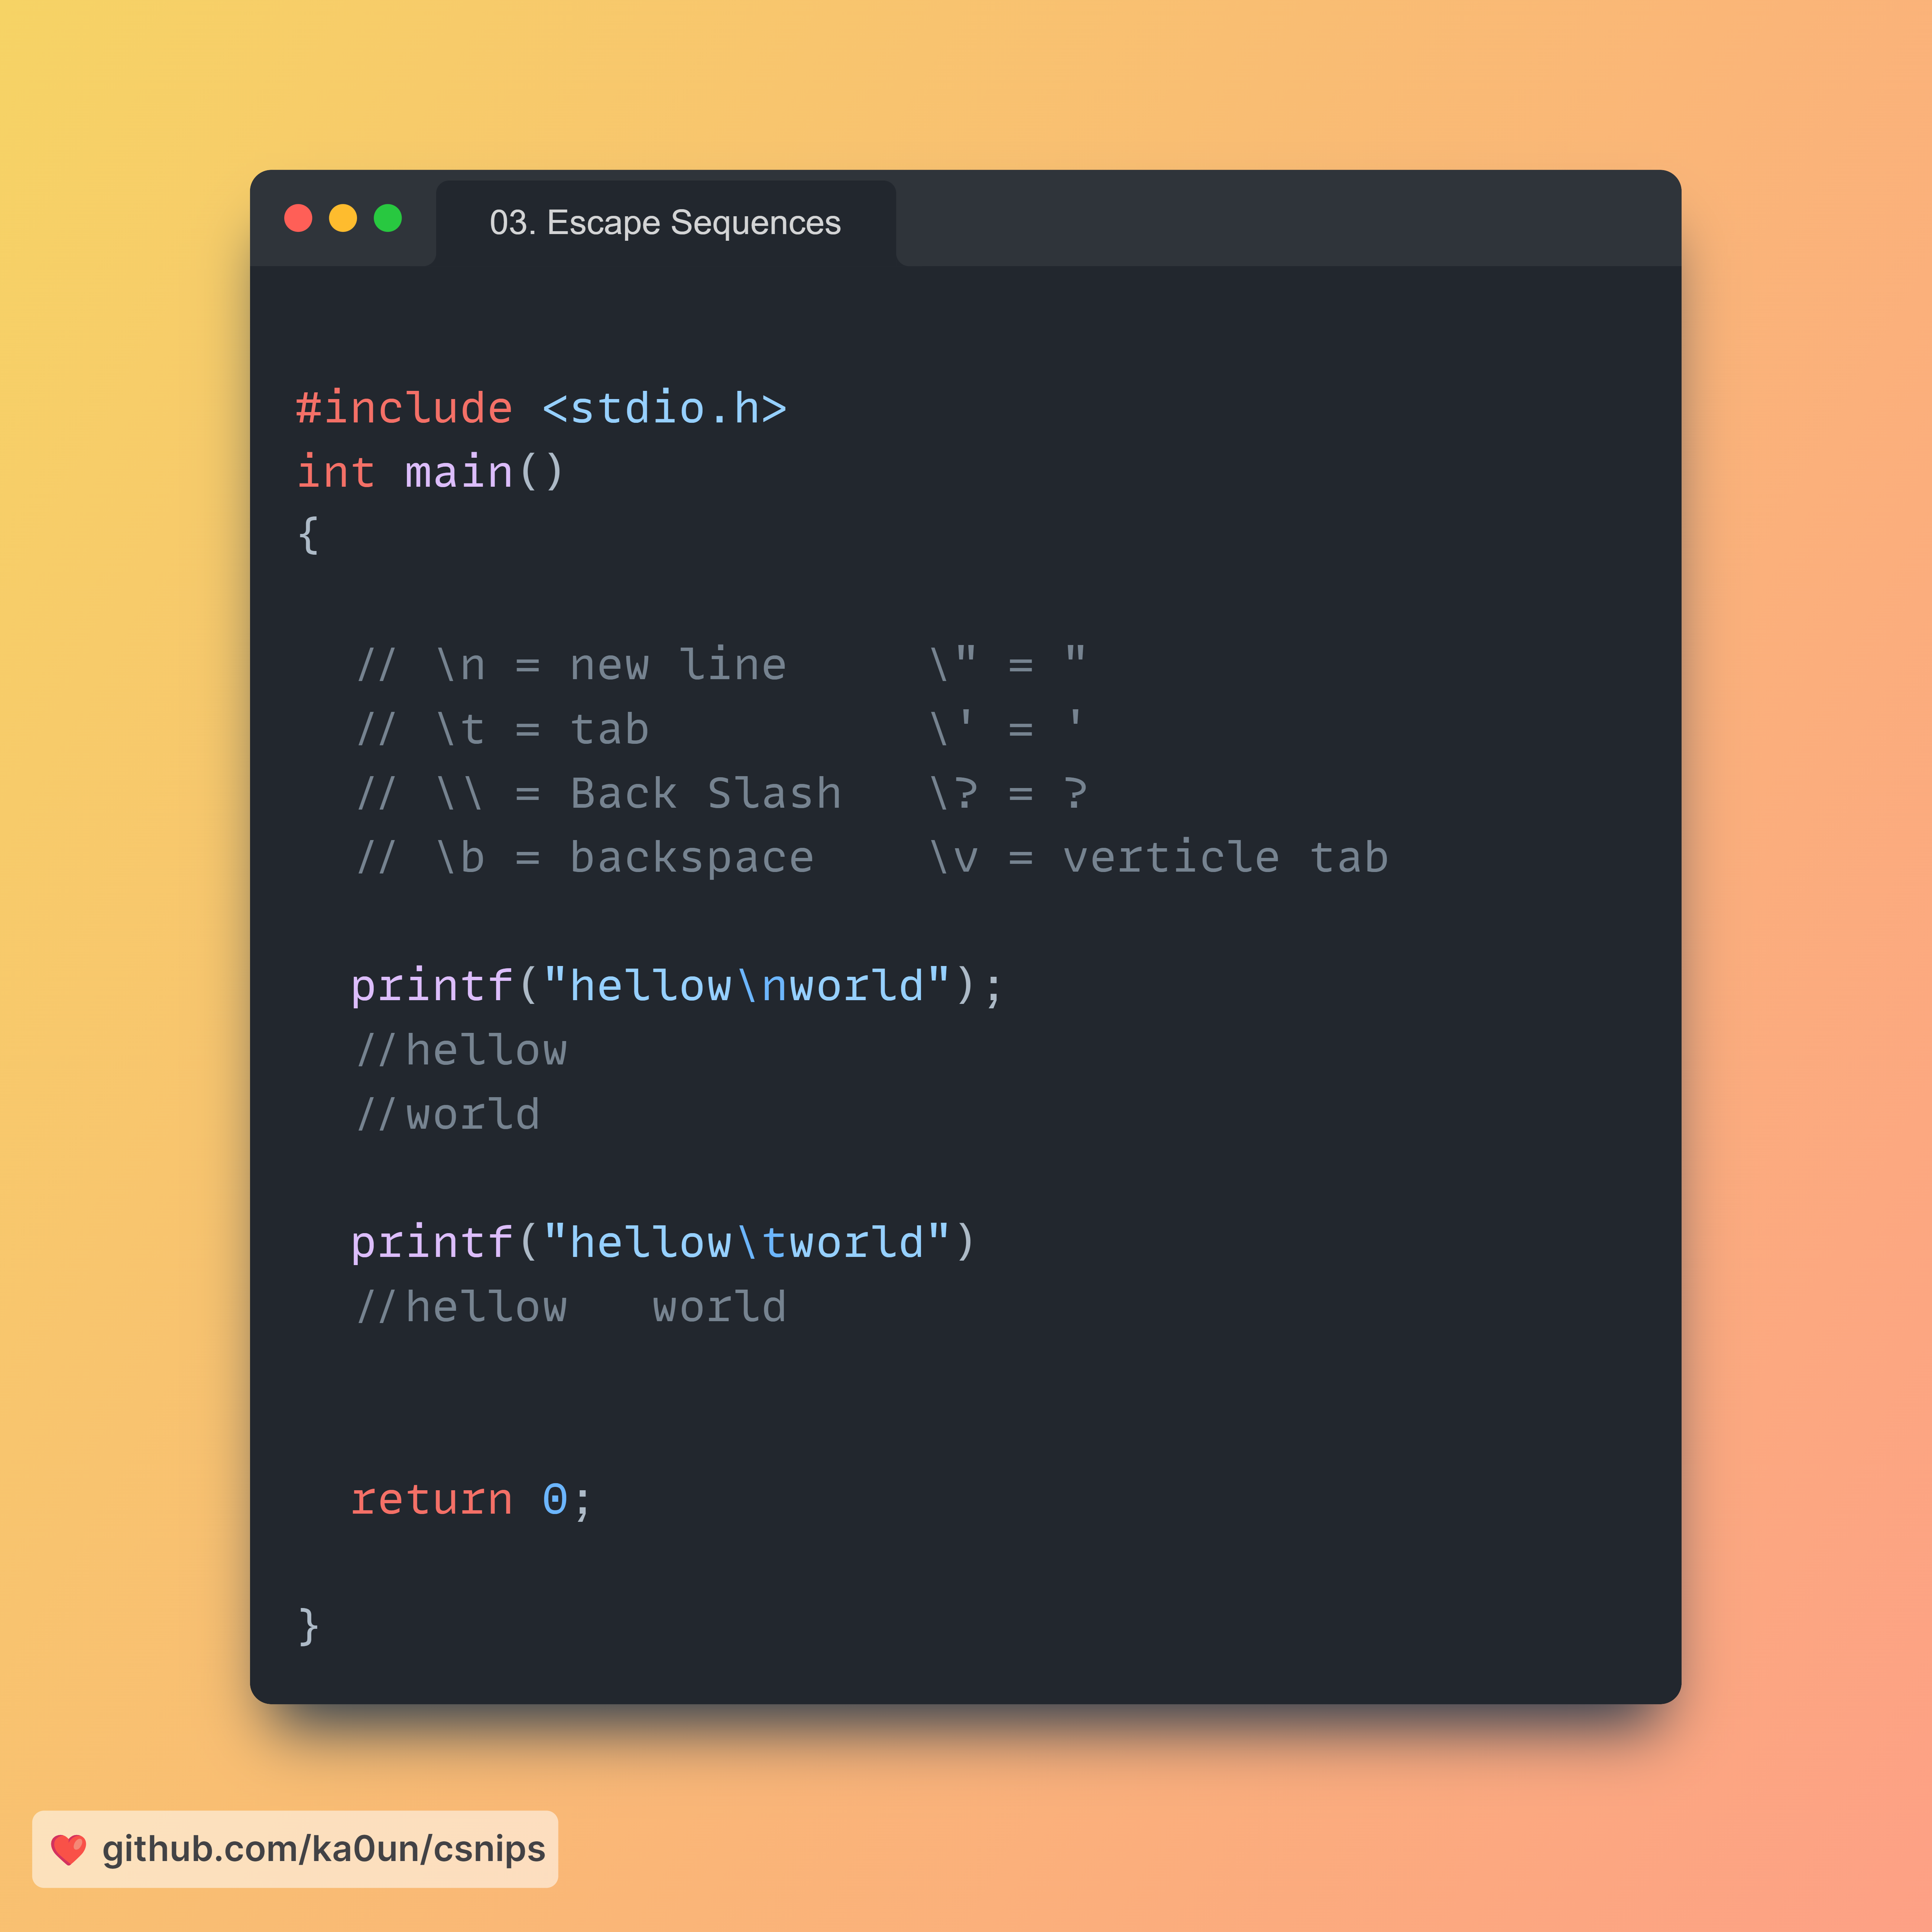 03. Escape Sequences
#include <stdio.h>
int main()
{
// \n = new line     \" = "
// \t = tab          \' = '
// \\ = Back Slash   \? = ?
// \b = backspace    \v = verticle tab
printf("hellow\nworld");
//hellow
//world
printf("hellow\tworld")
//hellow   world
return 0;
}
github.com/ka0un/csnips